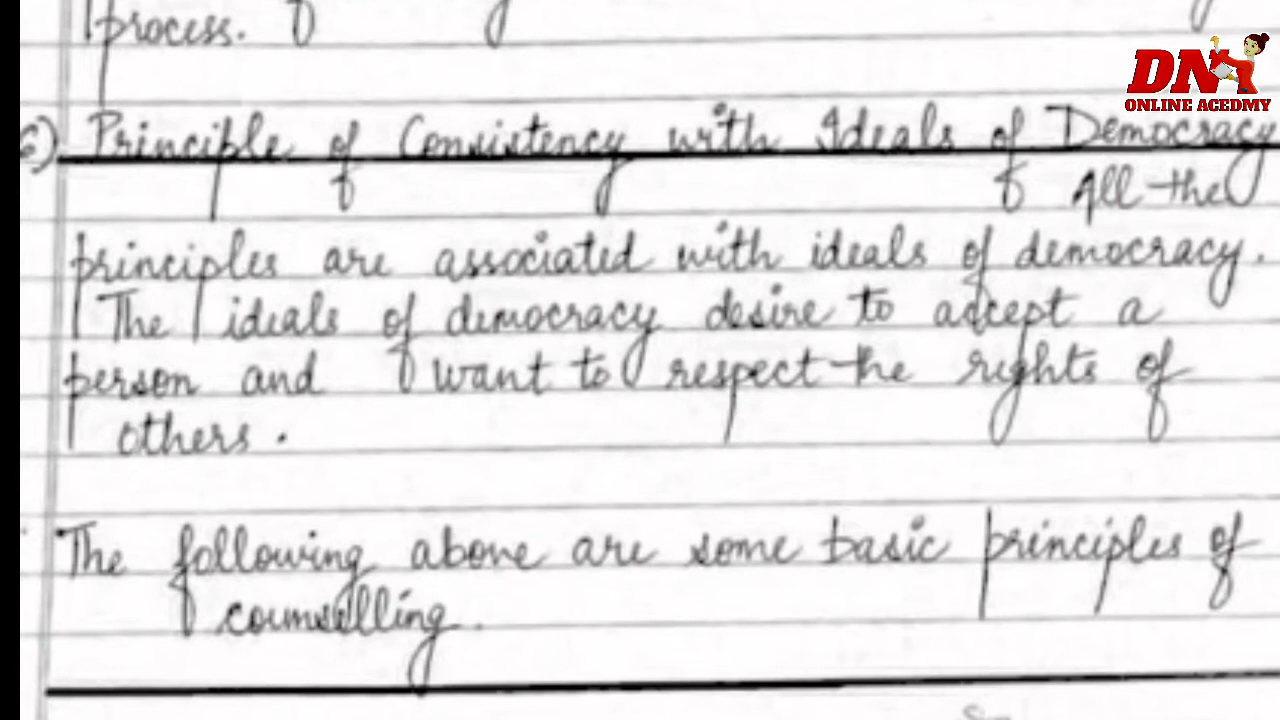 process.
6) Principle of Consistency with Ideals of Democracy
All the
principles are associated with ideals of democracy.
The ideals of democracy desire to accept a
person and want to respect the rights of
others.
The following above are some basic principles of
counselling.
DNA
ONLINE ACEDMY